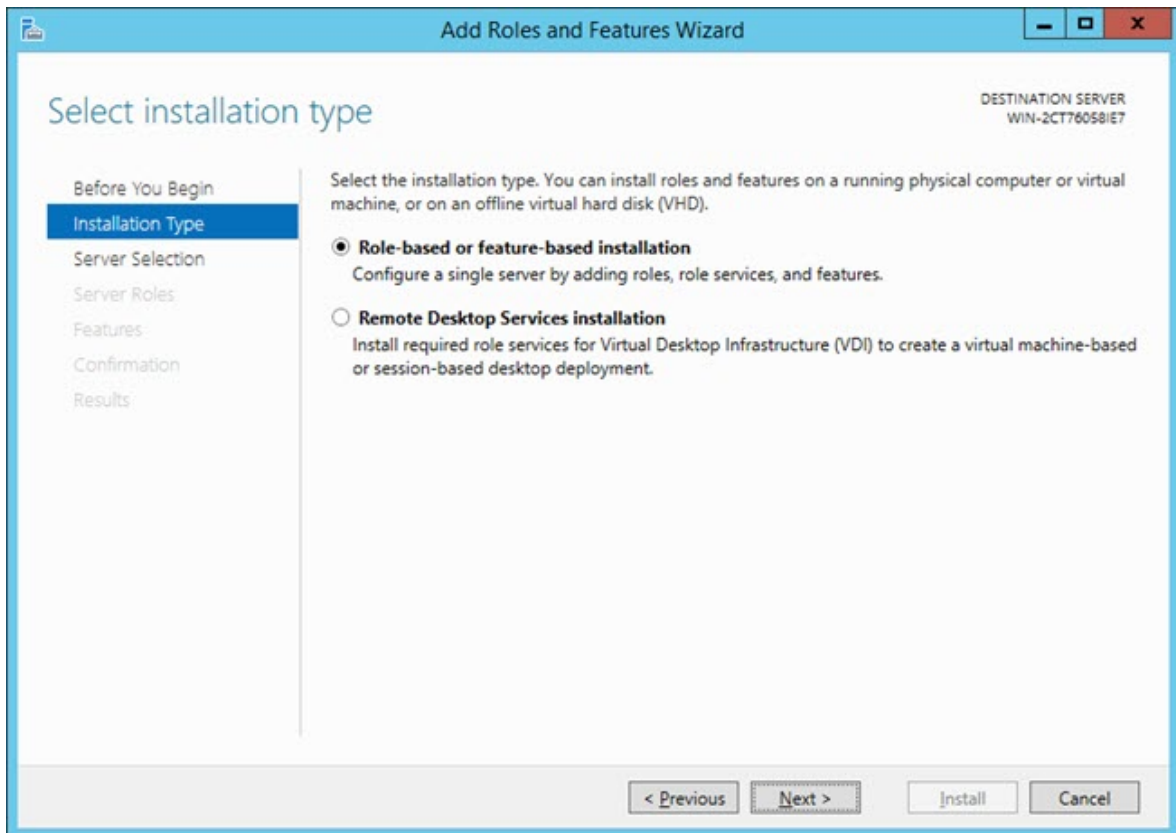 Add Roles and Features Wizard
Select installation type
DESTINATION SERVER
WIN-2CT76058IE7
Before You Begin
Installation Type
Server Selection
Server Roles
Features
Confirmation
Results
Select the installation type. You can install roles and features on a running physical computer or virtual
machine, or on an offline virtual hard disk (VHD).
Role-based or feature-based installation
Configure a single server by adding roles, role services, and features.
Remote Desktop Services installation
Install required role services for Virtual Desktop Infrastructure (VDI) to create a virtual machine-based
or session-based desktop deployment.
< Previous
Next >
Install
Cancel